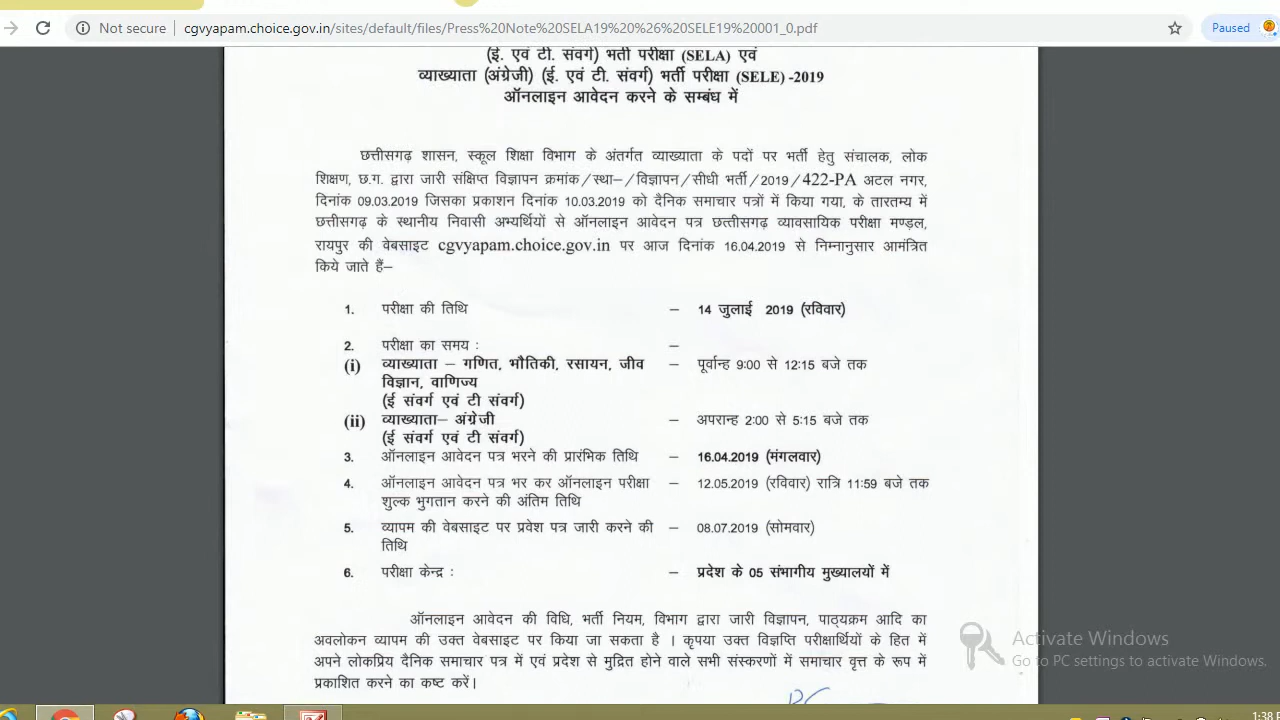 Not secure | cgvyapam.choice.gov.in/sites/default/files/Press%20Note%20SELA19%20%26%20SELE19%20001_0.pdf Paused
(ई. एवं टी. संवर्ग) भर्ती परीक्षा (SELA) एवं
व्याख्याता (अंग्रेजी) (ई. एवं टी. संवर्ग) भर्ती परीक्षा (SELE) -2019
ऑनलाइन आवेदन करने के सम्बंध में
छत्तीसगढ़ शासन, स्कूल शिक्षा विभाग के अंतर्गत व्याख्याता के पदों पर भर्ती हेतु संचालक, लोक
शिक्षण, छ.ग. द्वारा जारी संक्षिप्त विज्ञापन क्रमांक/स्था–/विज्ञापन/सीधी भर्ती/2019/422-PA अटल नगर,
दिनांक 09.03.2019 जिसका प्रकाशन दिनांक 10.03.2019 को दैनिक समाचार पत्रों में किया गया, के तारतम्य में
छत्तीसगढ़ के स्थानीय निवासी अभ्यर्थियों से ऑनलाइन आवेदन पत्र छत्तीसगढ़ व्यावसायिक परीक्षा मण्डल,
रायपुर की वेबसाइट cgvyapam.choice.gov.in पर आज दिनांक 16.04.2019 से निम्नानुसार आमंत्रित
किये जाते हैं–
1. परीक्षा की तिथि – 14 जुलाई 2019 (रविवार)
2. परीक्षा का समय : –
(i) व्याख्याता – गणित, भौतिकी, रसायन, जीव – पूर्वान्ह 9:00 से 12:15 बजे तक
विज्ञान, वाणिज्य
(ई संवर्ग एवं टी संवर्ग)
(ii) व्याख्याता– अंग्रेजी – अपरान्ह 2:00 से 5:15 बजे तक
(ई संवर्ग एवं टी संवर्ग)
3. ऑनलाइन आवेदन पत्र भरने की प्रारंभिक तिथि – 16.04.2019 (मंगलवार)
4. ऑनलाइन आवेदन पत्र भर कर ऑनलाइन परीक्षा – 12.05.2019 (रविवार) रात्रि 11:59 बजे तक
शुल्क भुगतान करने की अंतिम तिथि
5. व्यापम की वेबसाइट पर प्रवेश पत्र जारी करने की – 08.07.2019 (सोमवार)
तिथि
6. परीक्षा केन्द्र : – प्रदेश के 05 संभागीय मुख्यालयों में
ऑनलाइन आवेदन की विधि, भर्ती नियम, विभाग द्वारा जारी विज्ञापन, पाठ्यक्रम आदि का
अवलोकन व्यापम की उक्त वेबसाइट पर किया जा सकता है । कृपया उक्त विज्ञप्ति परीक्षार्थियों के हित में
अपने लोकप्रिय दैनिक समाचार पत्र में एवं प्रदेश से मुद्रित होने वाले सभी संस्करणों में समाचार वृत्त के रूप में
प्रकाशित करने का कष्ट करें।
Activate Windows
Go to PC settings to activate Windows.
1:38